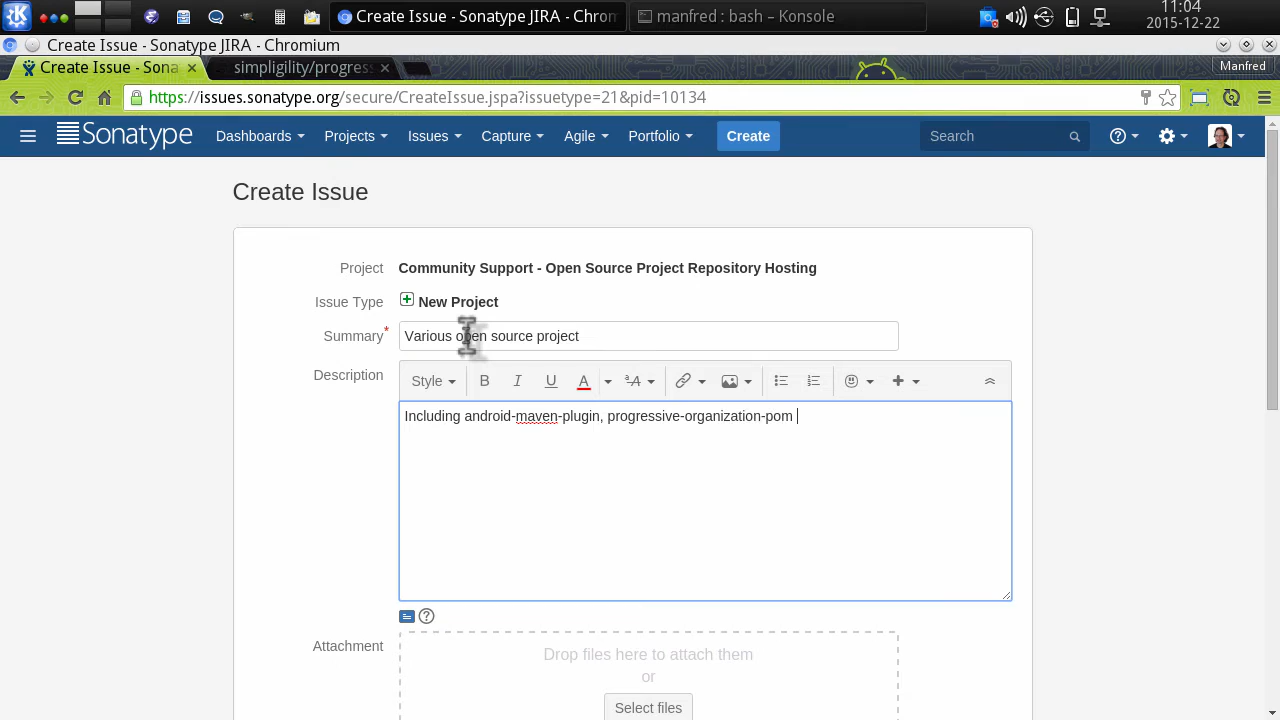 Create Issue - Sonatype JIRA - Chrom
manfred : bash – Konsole
11:04
2015-12-22
Create Issue - Sonatype JIRA - Chromium
Create Issue - Sona
simpligility/progres
Manfred
https://issues.sonatype.org/secure/CreateIssue.jspa?issuetype=21&pid=10134
Sonatype
Dashboards
Projects
Issues
Capture
Agile
Portfolio
Create
Search
Create Issue
Project
Community Support - Open Source Project Repository Hosting
Issue Type
New Project
Summary*
Various open source project
Description
Style
B
I
U
A
Including android-maven-plugin, progressive-organization-pom
Attachment
Drop files here to attach them
or
Select files